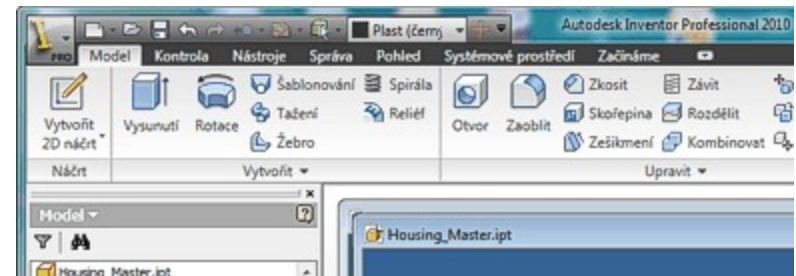 Plast (černý
Autodesk Inventor Professional 2010
PRO
Model Kontrola Nástroje Správa Pohled Systémové prostředí Začínáme
Vytvořit
2D náčrt
Vysunutí
Rotace
Šablonování
Tažení
Žebro
Spirála
Reliéf
Otvor
Zaoblit
Zkosit
Skořepina
Zešikmení
Závit
Rozdělit
Kombinovat
Náčrt
Vytvořit
Upravit
Model
Housing_Master.ipt
Housing_Master.ipt